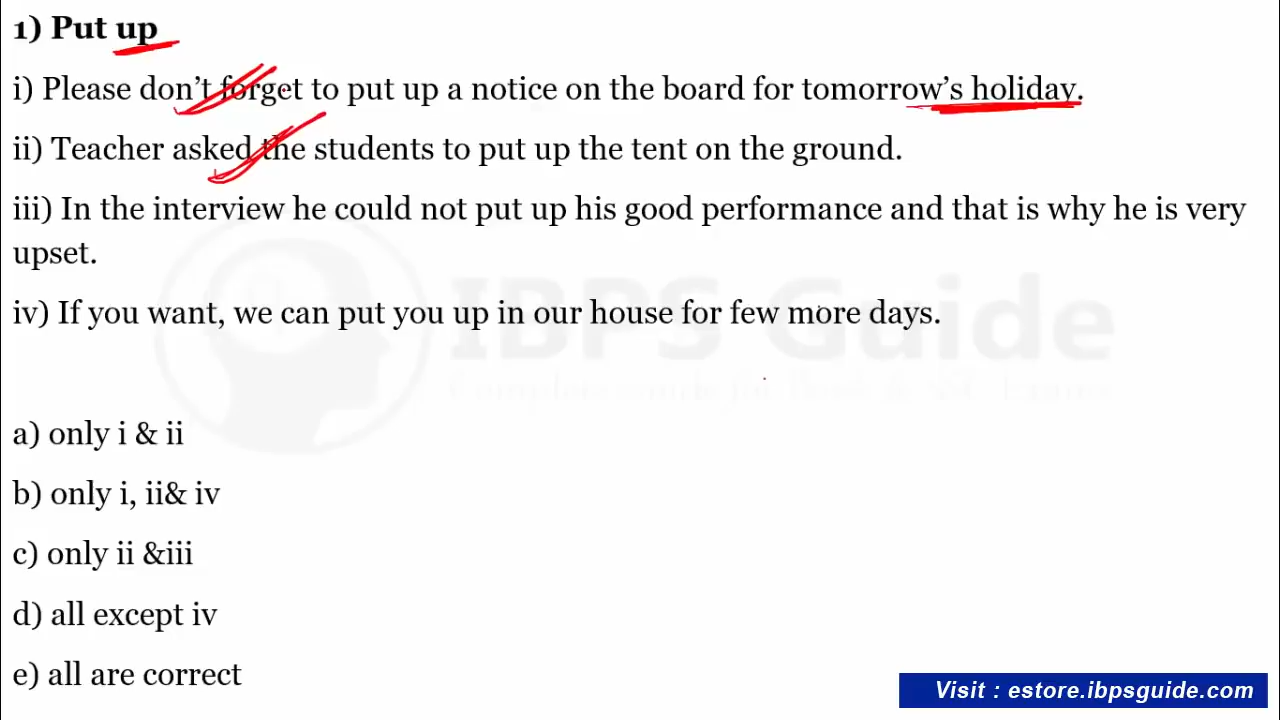 1) Put up
i) Please don't forget to put up a notice on the board for tomorrow's holiday.
ii) Teacher asked the students to put up the tent on the ground.
iii) In the interview he could not put up his good performance and that is why he is very
upset.
iv) If you want, we can put you up in our house for few more days.
IBPS Guide
a) only i & ii
b) only i, ii& iv
c) only ii &iii
d) all except iv
e) all are correct
Visit : estore.ibpsguide.com